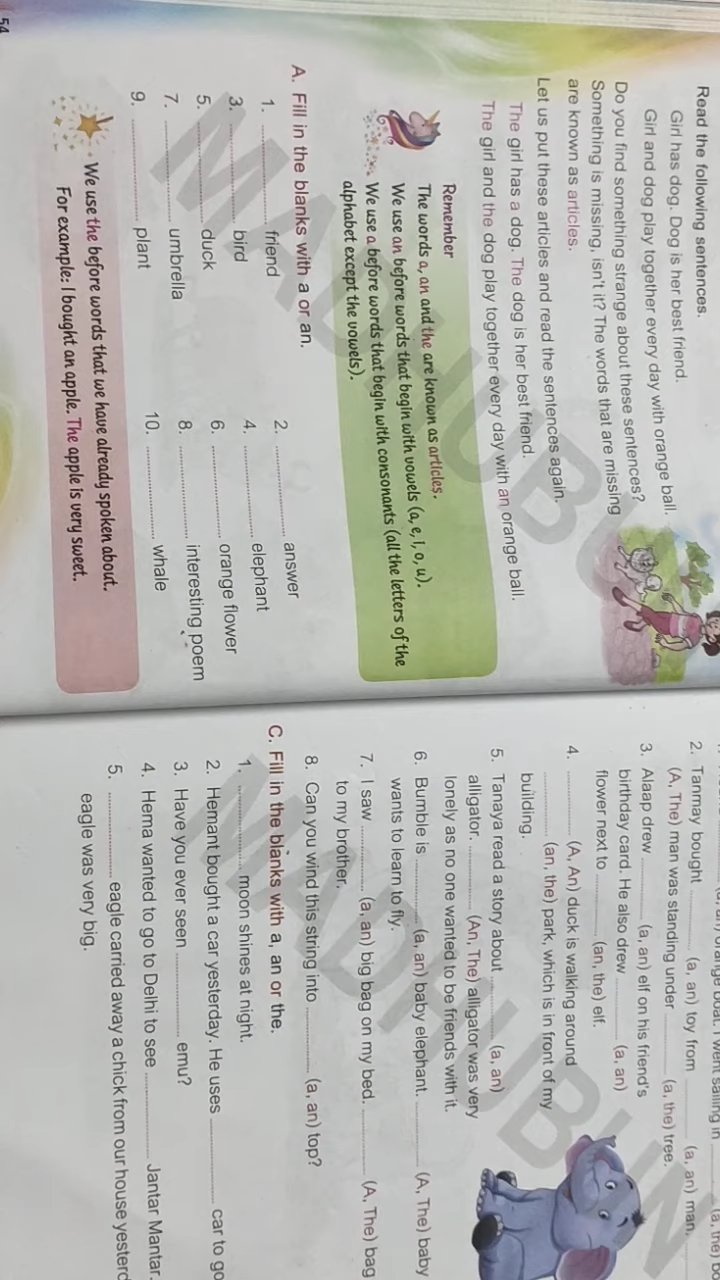 Read the following sentences.
Girl has dog. Dog is her best friend.
Girl and dog play together every day with orange ball.
Do you find something strange about these sentences?
Something is missing, isn't it? The words that are missing
are known as articles.
Let us put these articles and read the sentences again.
The girl has a dog. The dog is her best friend.
The girl and the dog play together every day with an orange ball.
Remember
The words a, an and the are known as articles.
We use an before words that begin with vowels (a, e, i, o, u).
We use a before words that begin with consonants (all the letters of the
alphabet except the vowels).
A. Fill in the blanks with a or an.
1. ............ friend 2. ............ answer
3. ............ bird 4. ............ elephant
5. ............ duck 6. ............ orange flower
7. ............ umbrella 8. ............ interesting poem
9. ............ plant 10. ............ whale
We use the before words that we have already spoken about.
For example: I bought an apple. The apple is very sweet.
54
MADHUBUN
orange boat. I went sailing in ............ (a, the)
2. Tanmay bought ............ (a, an) toy from ............ (a, an) man. ............
(A, The) man was standing under ............ (a, the) tree.
3. Alaap drew ............ (a, an) elf on his friend's
birthday card. He also drew ............ (a, an)
flower next to ............ (an, the) elf.
4. ............ (A, An) duck is walking around
............ (an, the) park, which is in front of my
building.
5. Tanaya read a story about ............ (a, an)
alligator. ............ (An, The) alligator was very
lonely as no one wanted to be friends with it.
6. Bumble is ............ (a, an) baby elephant. ............ (A, The) baby
wants to learn to fly.
7. I saw ............ (a, an) big bag on my bed. ............ (A, The) bag
to my brother.
8. Can you wind this string into ............ (a, an) top?
C. Fill in the blanks with a, an or the.
1. ............ moon shines at night.
2. Hemant bought a car yesterday. He uses ............ car to go
3. Have you ever seen ............ emu?
4. Hema wanted to go to Delhi to see ............ Jantar Mantar.
5. ............ eagle carried away a chick from our house
eagle was very big.
MADHUBUN